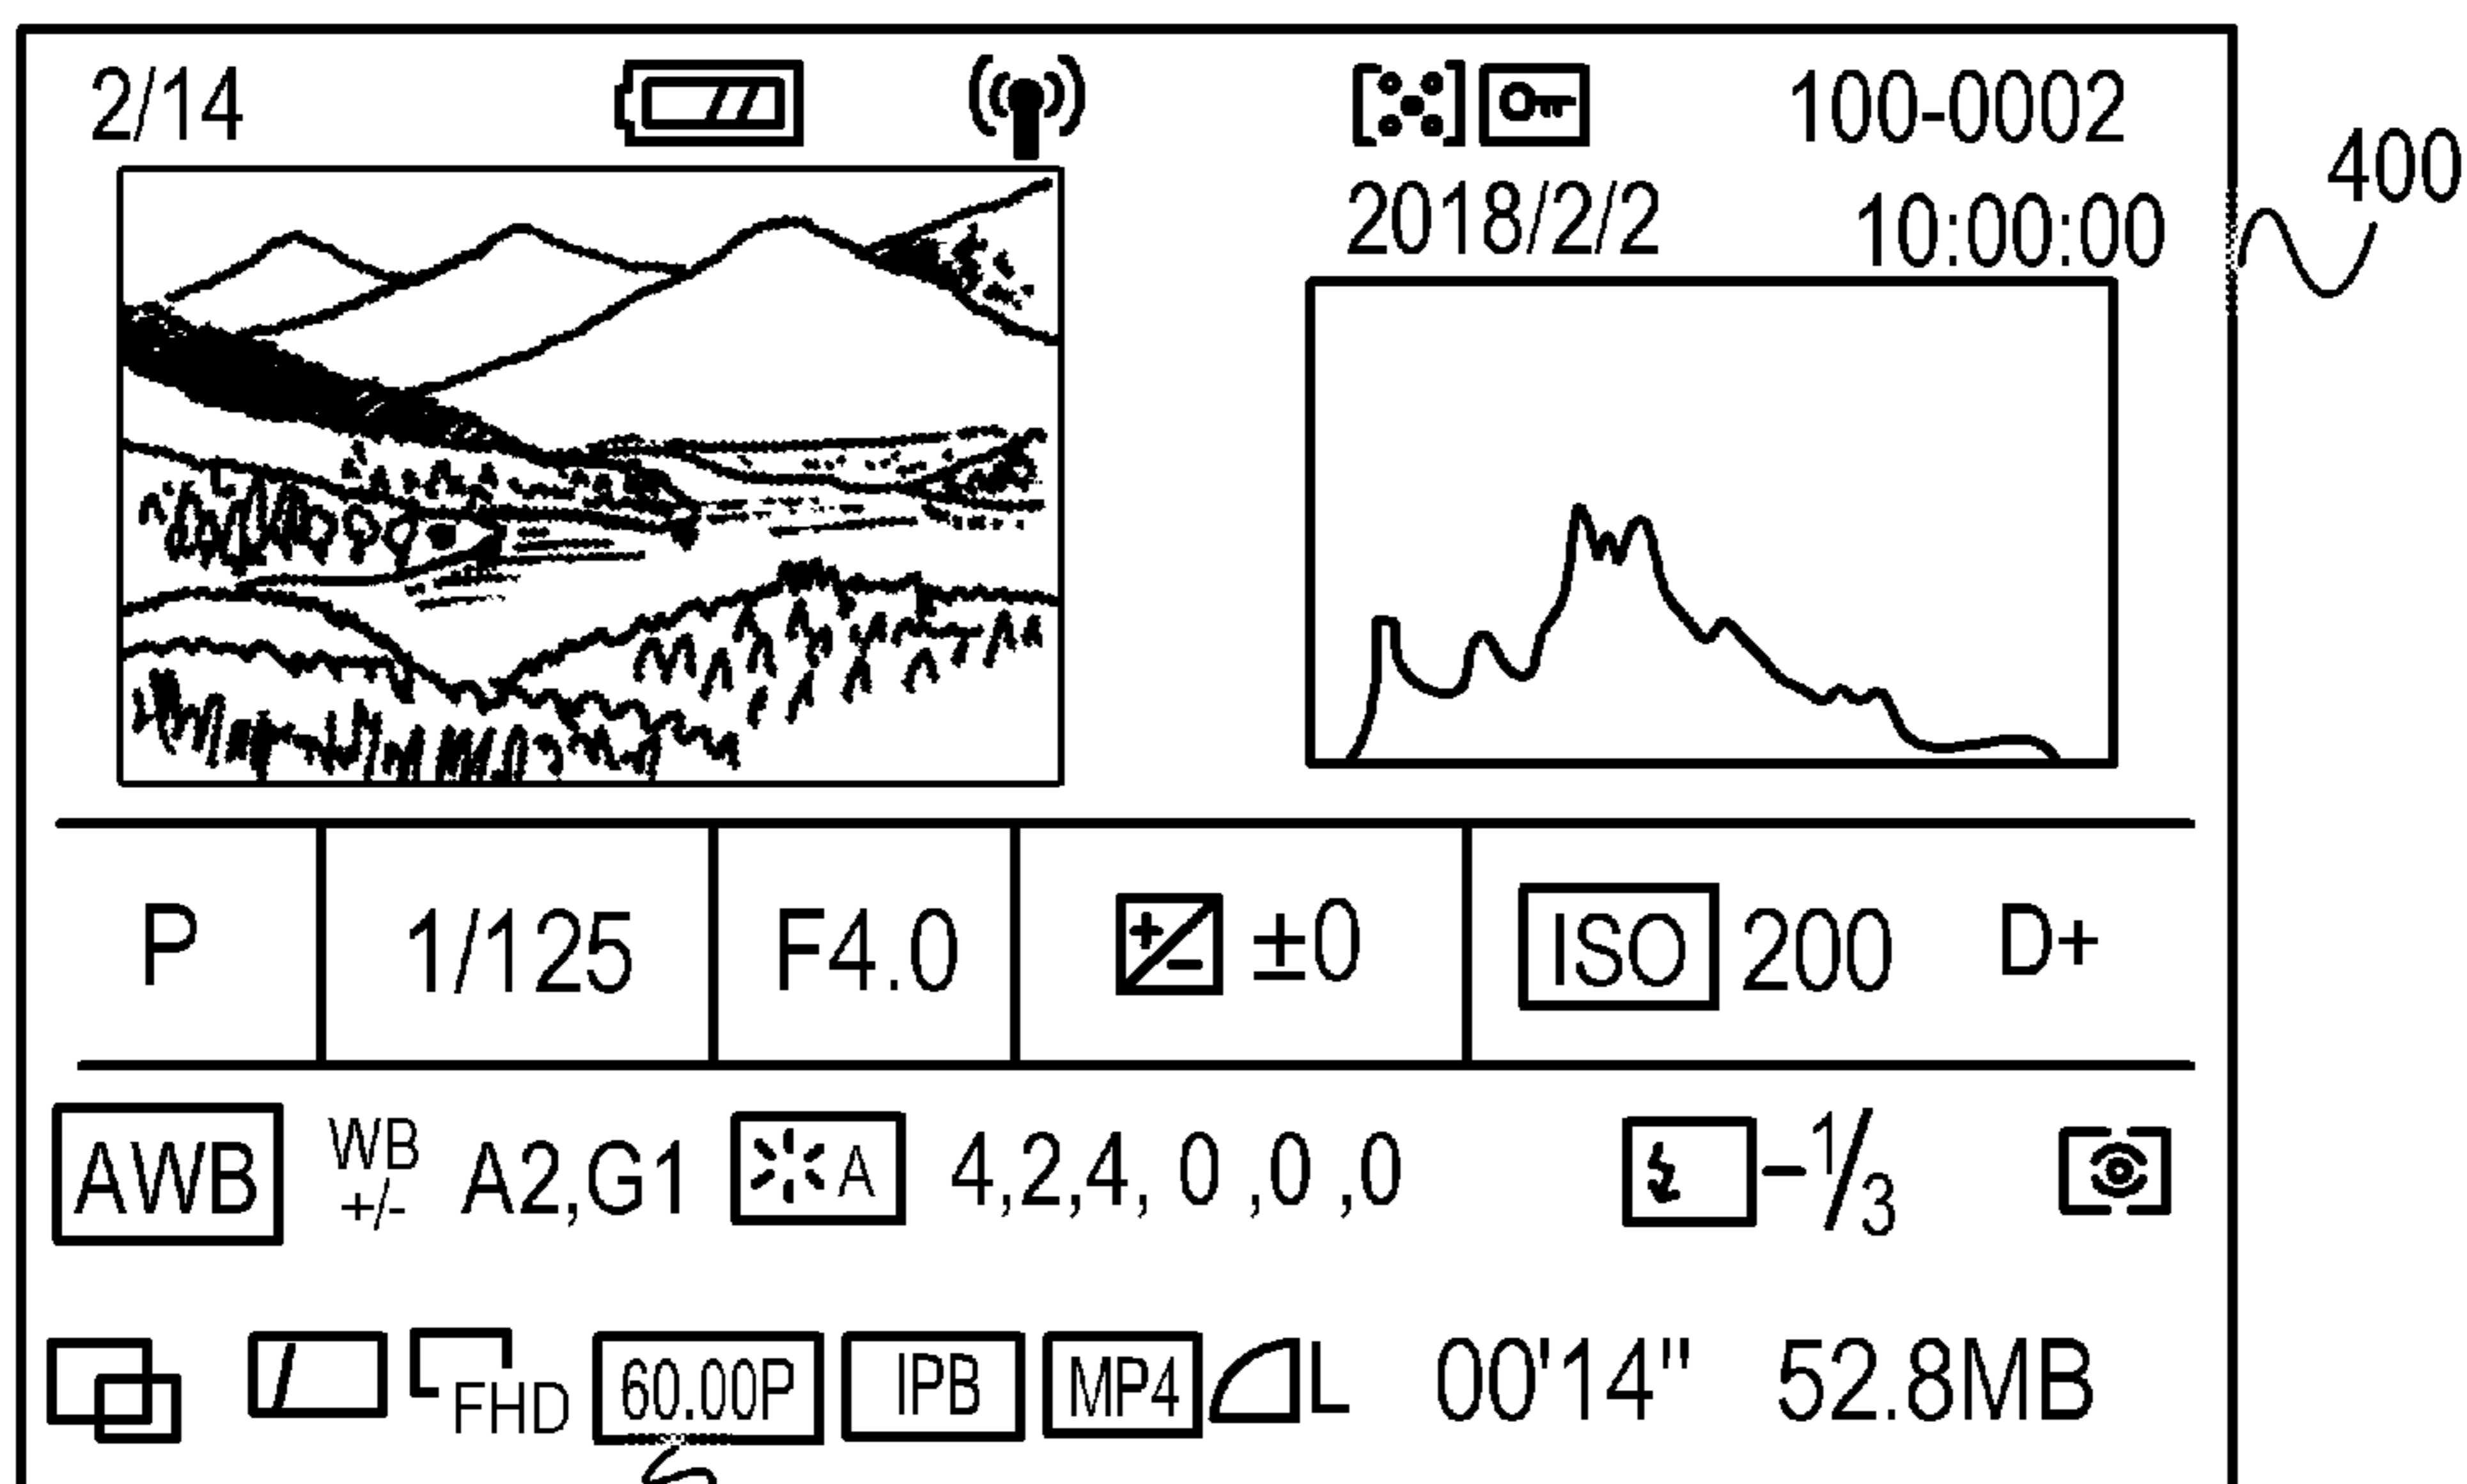 2/14 100-0002
400
2018/2/2 10:00:00
P 1/125 F4.0 +/- ±0 ISO 200 D+
AWB WB +/- A2,G1 A 4,2,4, 0 ,0 ,0 -1/3
FHD 60.00P IPB MP4 L 00'14" 52.8MB